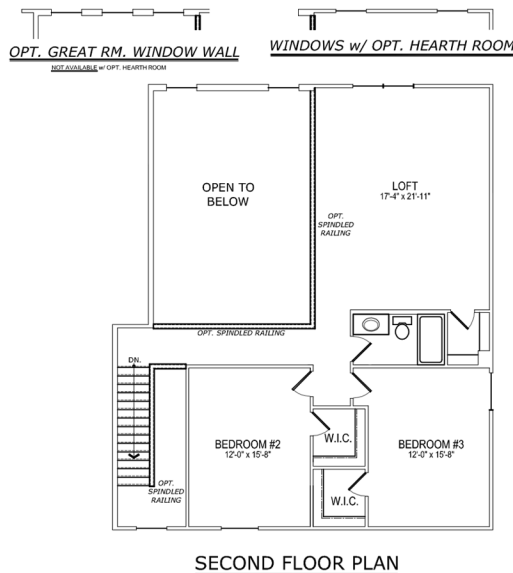 OPT. GREAT RM. WINDOW WALL
NOT AVAILABLE w/ OPT. HEARTH ROOM
WINDOWS w/ OPT. HEARTH ROOM
OPEN TO
BELOW
LOFT
17'-4" x 21'-11"
OPT.
SPINDLED
RAILING
OPT. SPINDLED RAILING
DN.
BEDROOM #2
12'-0" x 15'-8"
W.I.C.
BEDROOM #3
12'-0" x 15'-8"
OPT.
SPINDLED
RAILING
W.I.C.
SECOND FLOOR PLAN